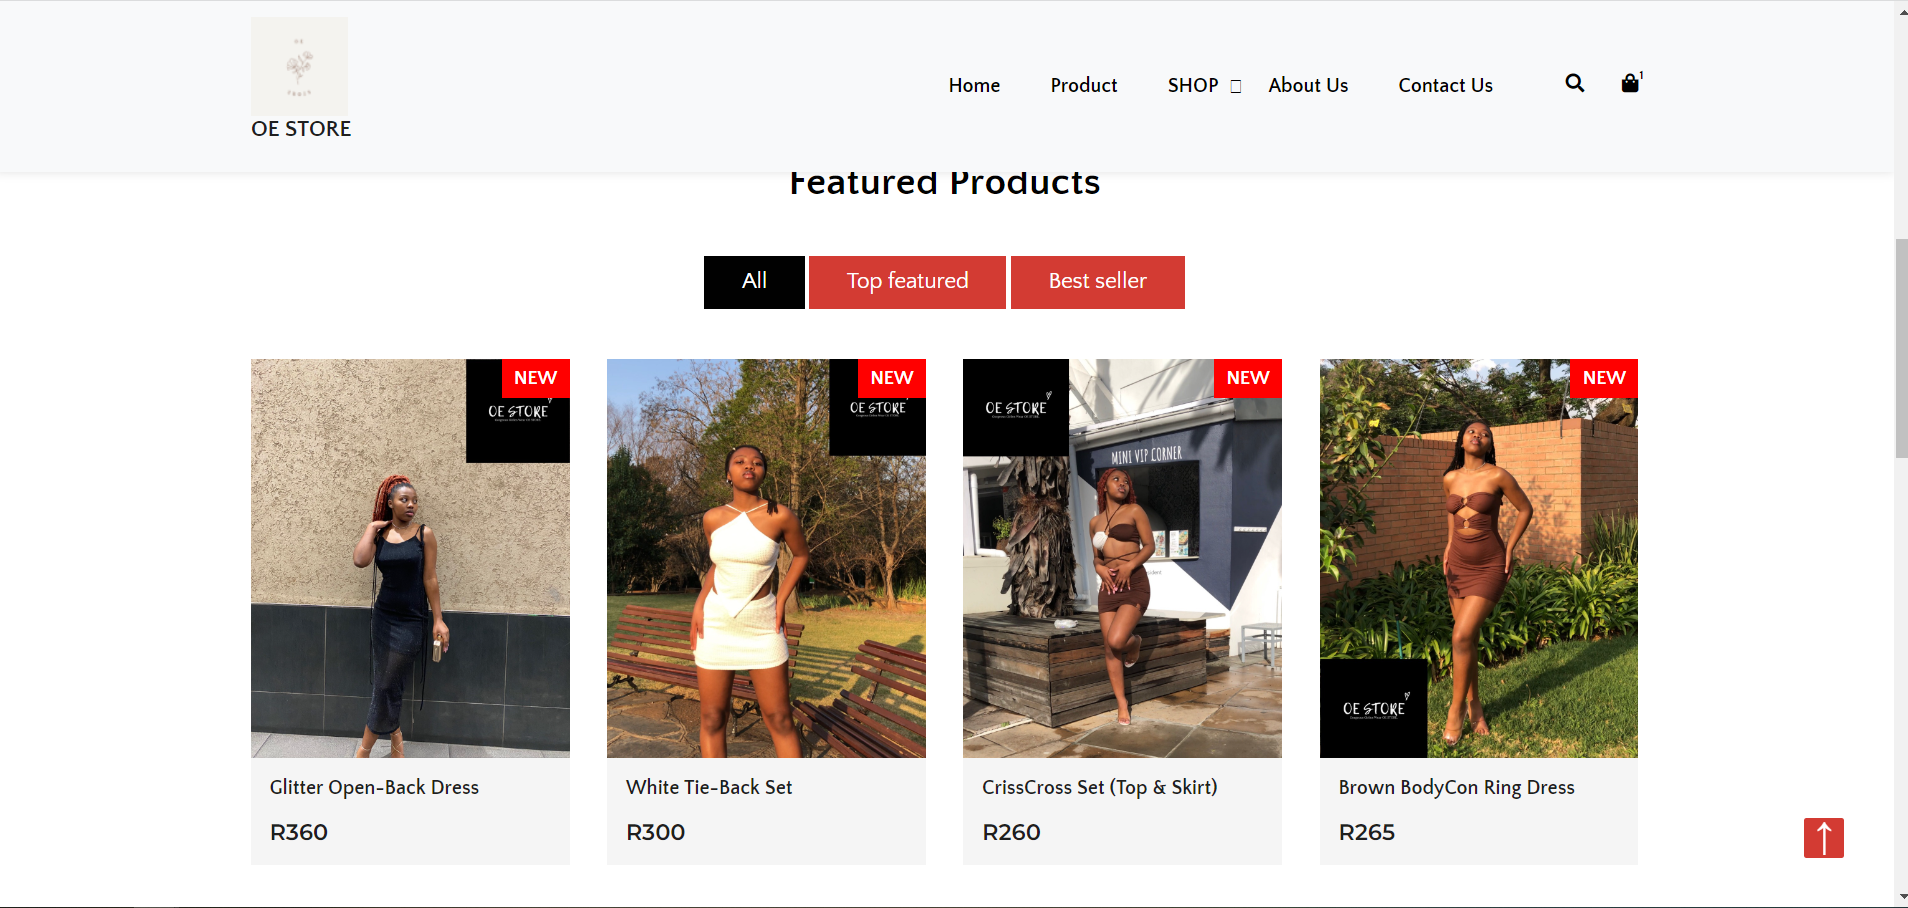 OE STORE
Home
Product
SHOP
About Us
Contact Us
1
Featured Products
All
Top featured
Best seller
NEW
OE STORE
NEW
OE STORE
OE STORE
NEW
MINI VIP CORNER
NEW
OE STORE
Glitter Open-Back Dress
R360
White Tie-Back Set
R300
CrissCross Set (Top & Skirt)
R260
Brown BodyCon Ring Dress
R265